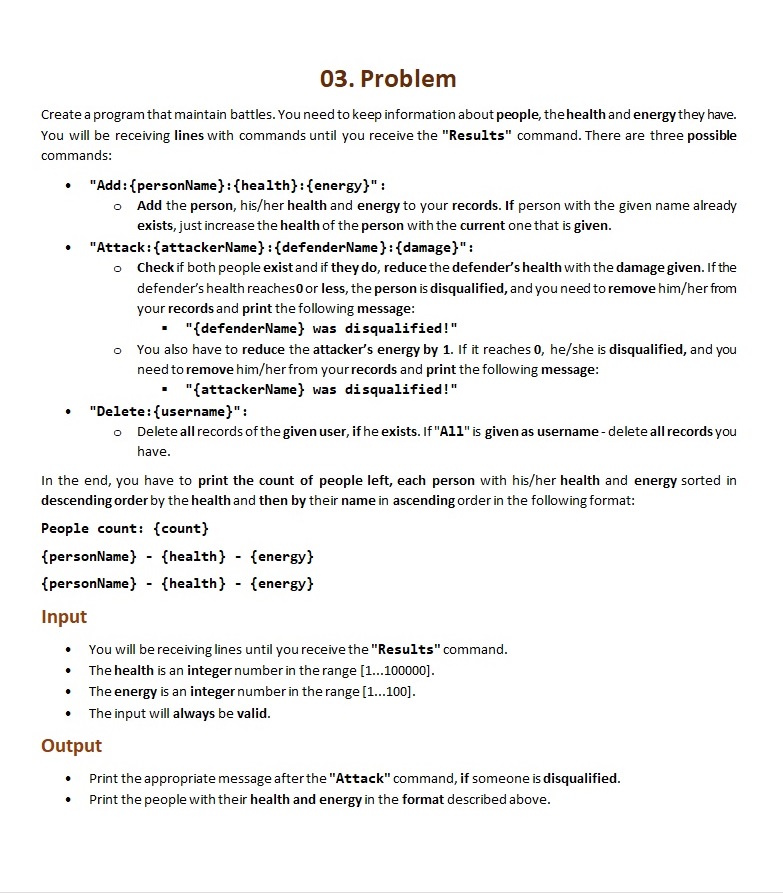 03. Problem
Create a program that maintain battles. You need to keep information about people, the health and energy they have.
You will be receiving lines with commands until you receive the "Results" command. There are three possible
commands:
• "Add:{personName}:{health}:{energy}":
o Add the person, his/her health and energy to your records. If person with the given name already
exists, just increase the health of the person with the current one that is given.
• "Attack:{attackerName}:{defenderName}:{damage}":
o Check if both people exist and if they do, reduce the defender's health with the damage given. If the
defender's health reaches 0 or less, the person is disqualified, and you need to remove him/her from
your records and print the following message:
▪ "{defenderName} was disqualified!"
o You also have to reduce the attacker's energy by 1. If it reaches 0, he/she is disqualified, and you
need to remove him/her from your records and print the following message:
▪ "{attackerName} was disqualified!"
• "Delete:{username}":
o Delete all records of the given user, if he exists. If "All" is given as username - delete all records you
have.
In the end, you have to print the count of people left, each person with his/her health and energy sorted in
descending order by the health and then by their name in ascending order in the following format:
People count: {count}
{personName} - {health} - {energy}
{personName} - {health} - {energy}
Input
• You will be receiving lines until you receive the "Results" command.
• The health is an integer number in the range [1...100000].
• The energy is an integer number in the range [1...100].
• The input will always be valid.
Output
• Print the appropriate message after the "Attack" command, if someone is disqualified.
• Print the people with their health and energy in the format described above.